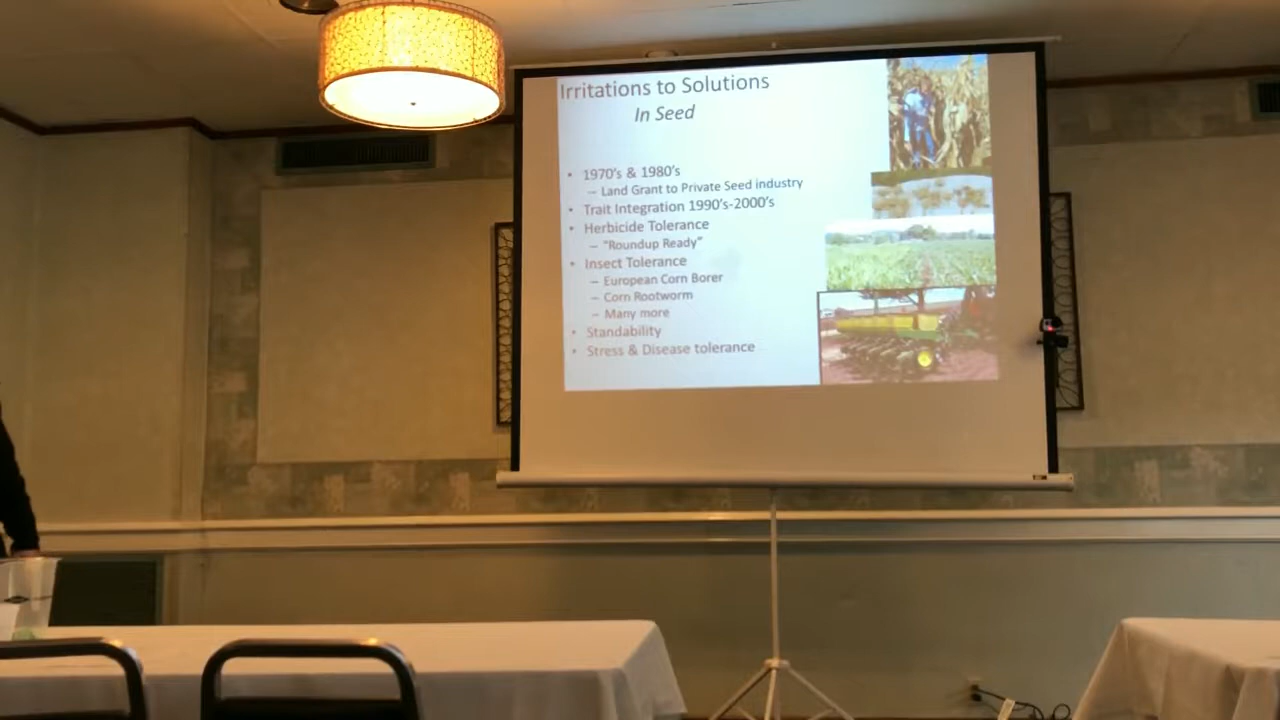 Irritations to Solutions
In Seed
• 1970's & 1980's
– Land Grant to Private Seed industry
• Trait Integration 1990's-2000's
• Herbicide Tolerance
– "Roundup Ready"
• Insect Tolerance
– European Corn Borer
– Corn Rootworm
– Many more
• Standability
• Stress & Disease tolerance